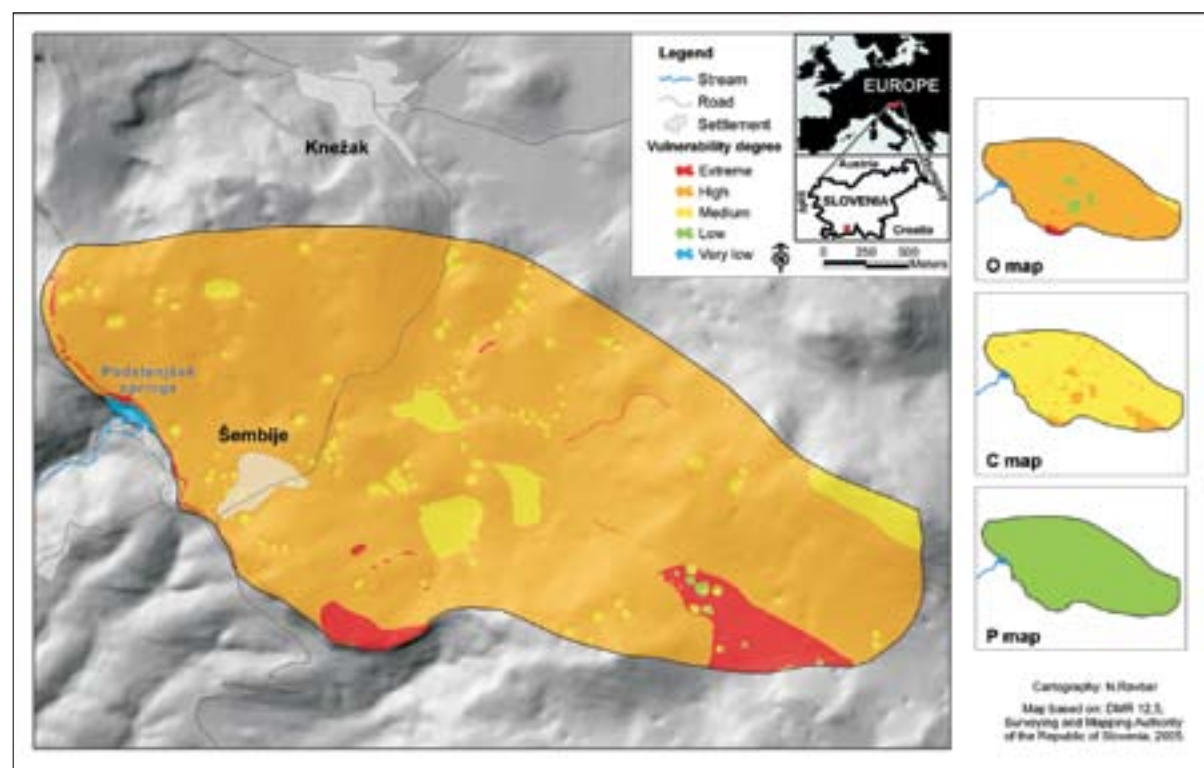 Knežak
Podstenjšek
springs
Šembije
Legend
Stream
Road
Settlement
Vulnerability degree
Extreme
High
Medium
Low
Very low
EUROPE
Austria
Italy
SLOVENIA
Croatia
0 250 500
Meters
O map
C map
P map
Cartography: N.Ravbar
Map based on: DMR 12,5,
Surveying and Mapping Authority
of the Republic of Slovenia, 2005.